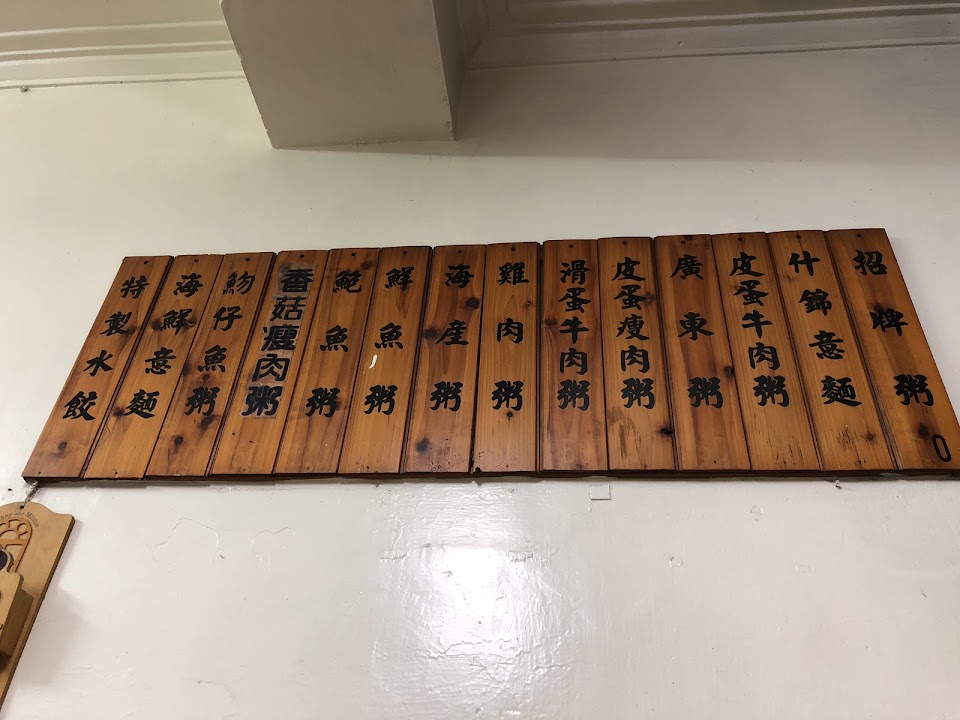 招牌粥
0
什錦意麵
皮蛋牛肉粥
廣東粥
皮蛋瘦肉粥
滑蛋牛肉粥
雞肉粥
海產粥
鮮魚粥
鮸魚粥
香菇瘦肉粥
魩仔魚粥
海鮮意麵
特製水餃